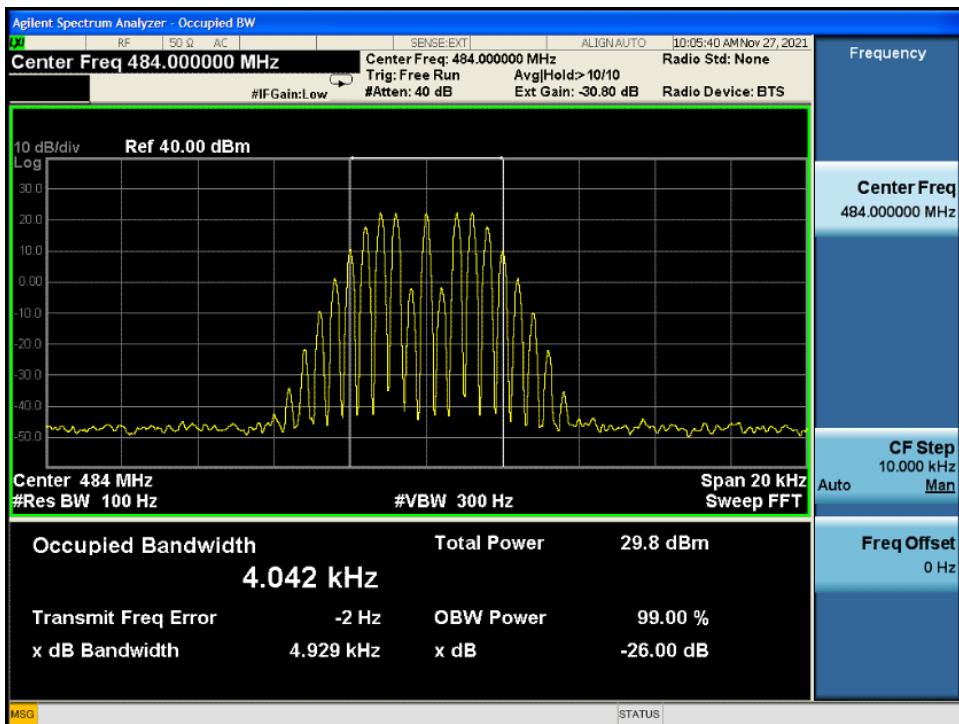 Agilent Spectrum Analyzer - Occupied BW
LXI RF 50 Ω AC SENSE:EXT ALIGNAUTO 10:05:40 AMNov 27, 2021
Center Freq 484.000000 MHz
Center Freq: 484.000000 MHz Radio Std: None
Trig: Free Run Avg|Hold>10/10
#IFGain:Low #Atten: 40 dB Ext Gain: -30.80 dB Radio Device: BTS
10 dB/div Ref 40.00 dBm
Log
30.0
20.0
10.0
0.00
-10.0
-20.0
-30.0
-40.0
-50.0
Center 484 MHz Span 20 kHz
#Res BW 100 Hz #VBW 300 Hz Sweep FFT
Occupied Bandwidth Total Power 29.8 dBm
4.042 kHz
Transmit Freq Error -2 Hz OBW Power 99.00 %
x dB Bandwidth 4.929 kHz x dB -26.00 dB
MSG STATUS
Frequency
Center Freq
484.000000 MHz
CF Step
10.000 kHz
Auto Man
Freq Offset
0 Hz